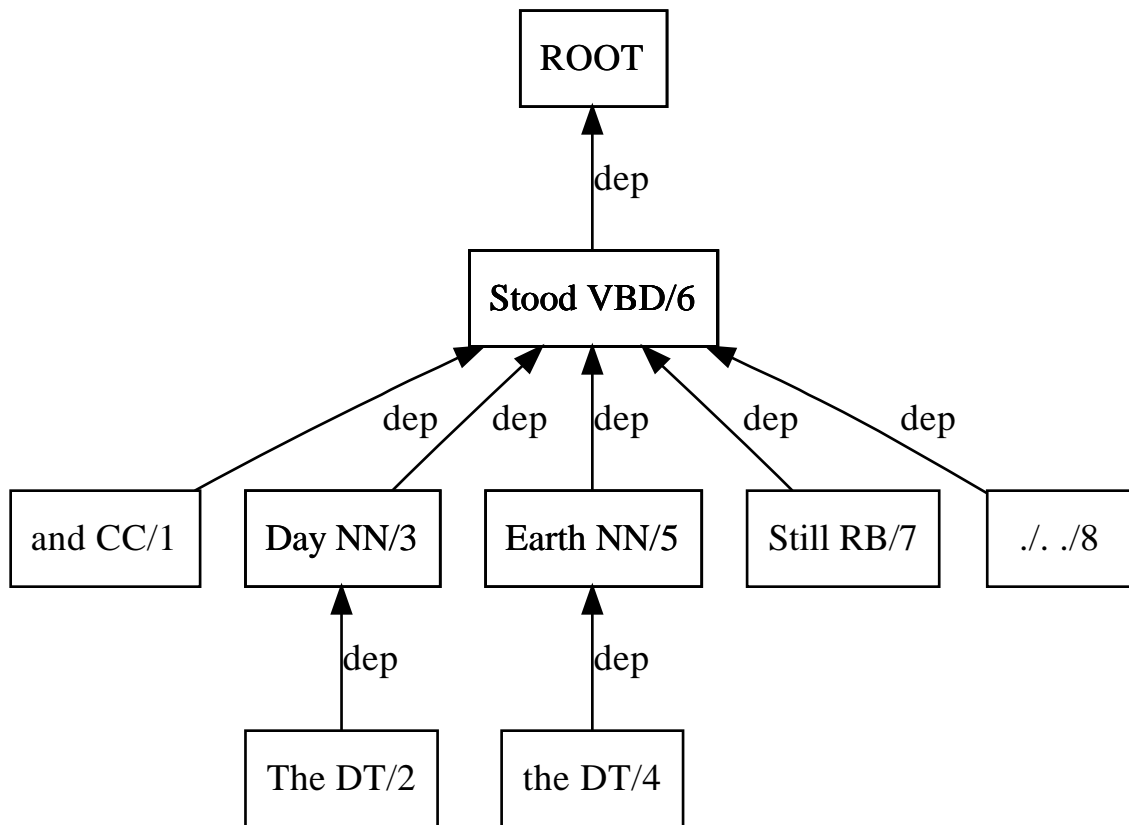 ROOT
dep
Stood VBD/6
dep dep dep dep dep
and CC/1 Day NN/3 Earth NN/5 Still RB/7 ./. ./8
dep dep
The DT/2 the DT/4